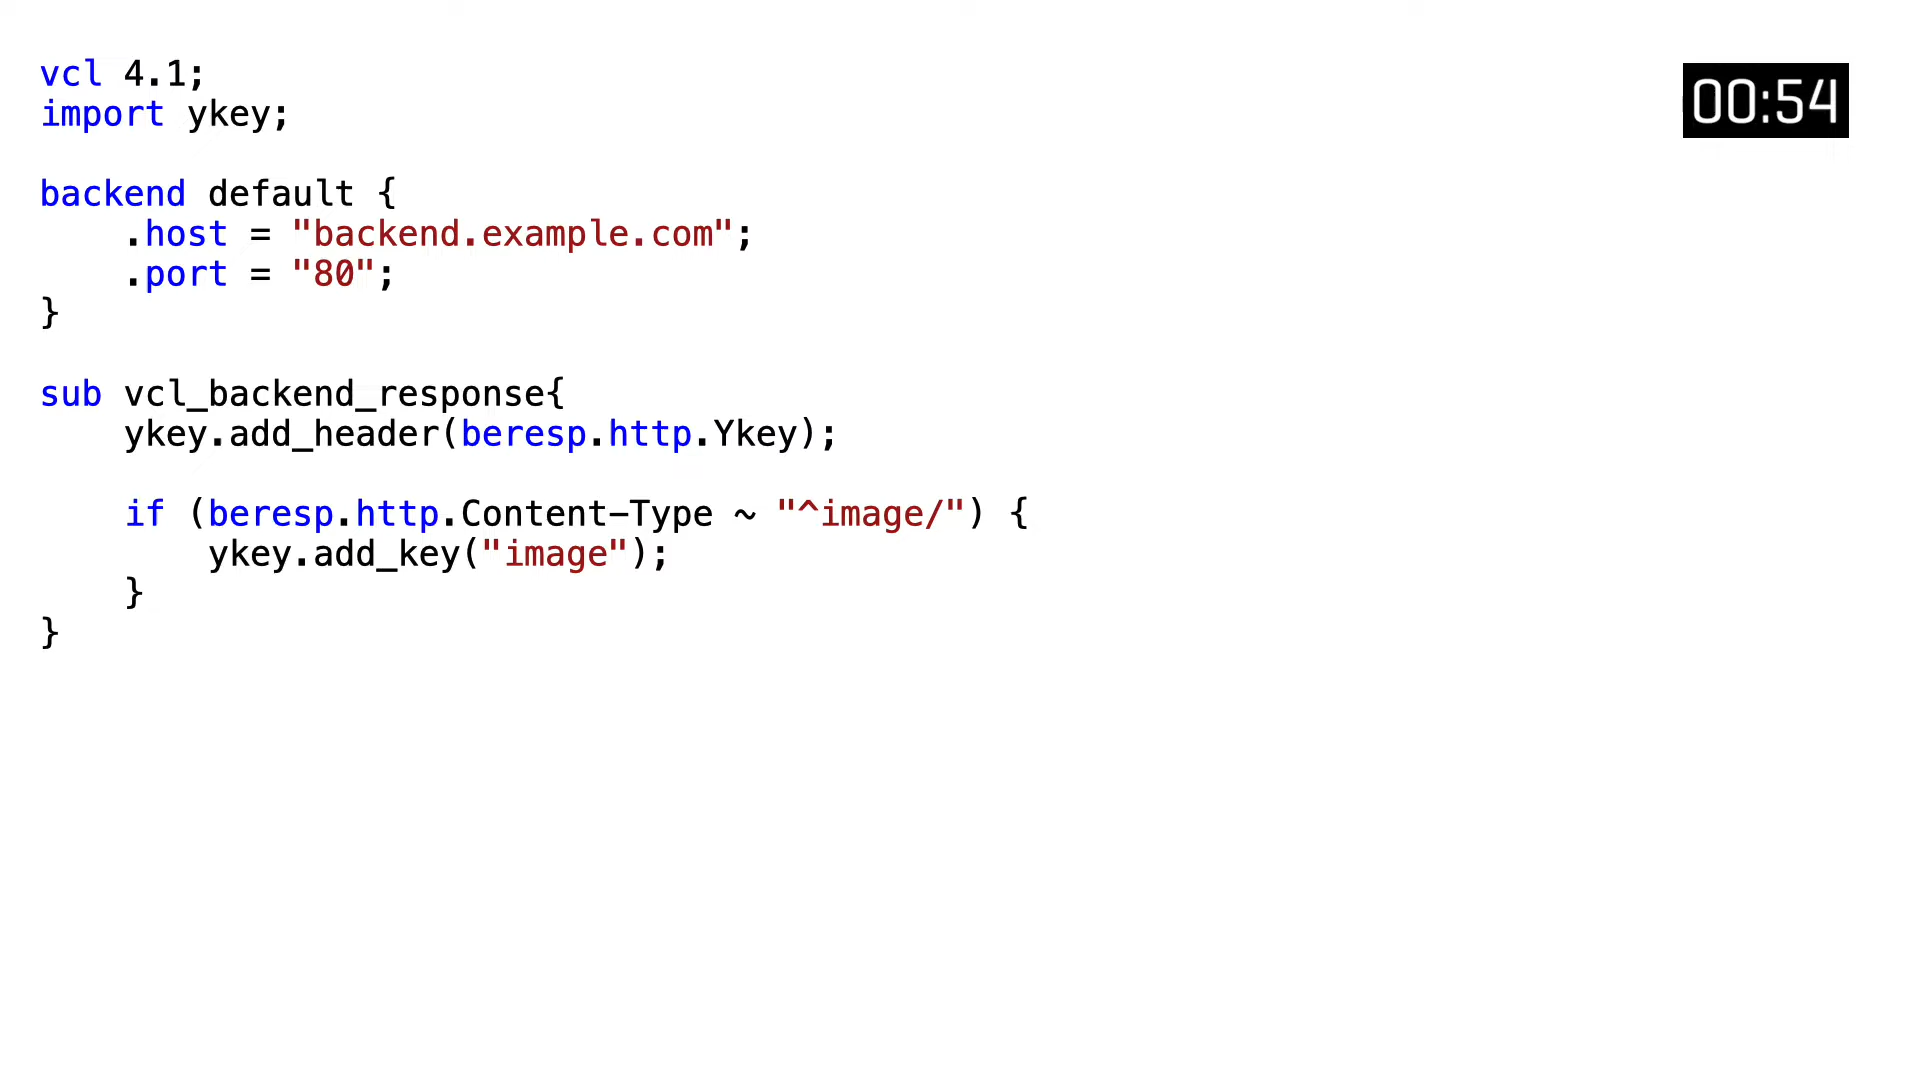 vcl 4.1;
import ykey;
00:54
backend default {
    .host = "backend.example.com";
    .port = "80";
}
sub vcl_backend_response{
    ykey.add_header(beresp.http.Ykey);
    if (beresp.http.Content-Type ~ "^image/") {
        ykey.add_key("image");
    }
}